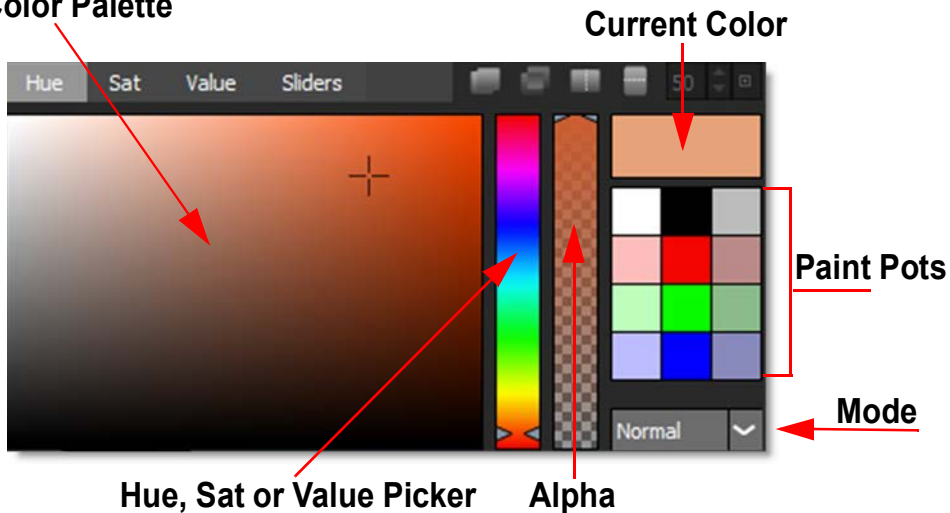 Color Palette
Current Color
Hue Sat Value Sliders 50
Paint Pots
Mode
Normal
Hue, Sat or Value Picker Alpha